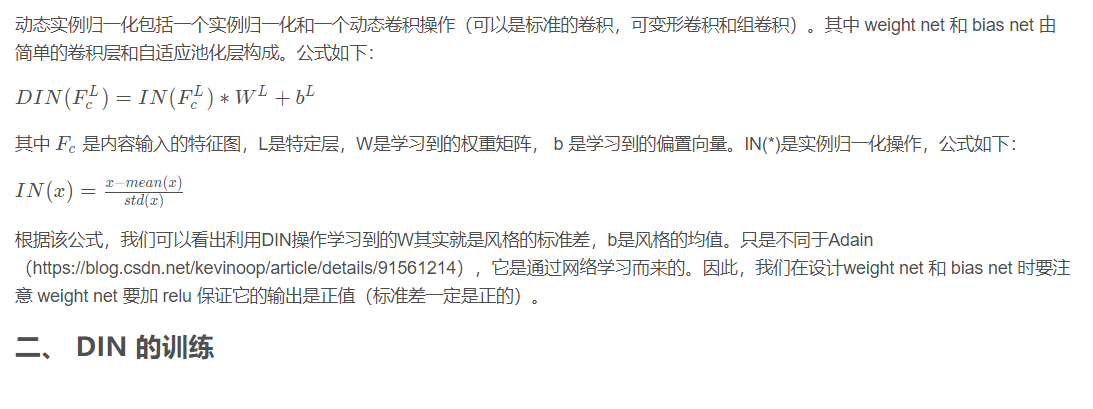 动态实例归一化包括一个实例归一化和一个动态卷积操作（可以是标准的卷积，可变形卷积和组卷积）。其中 weight net 和 bias net 由
简单的卷积层和自适应池化层构成。公式如下：
$DIN(F_c^L) = IN(F_c^L) * W^L + b^L$
其中 $F_c$ 是内容输入的特征图，L是特定层，W是学习到的权重矩阵， b 是学习到的偏置向量。IN(*)是实例归一化操作，公式如下：
$IN(x) = \frac{x-mean(x)}{std(x)}$
根据该公式，我们可以看出利用DIN操作学习到的W其实就是风格的标准差，b是风格的均值。只是不同于Adain
（https://blog.csdn.net/kevinoop/article/details/91561214），它是通过网络学习而来的。因此，我们在设计weight net 和 bias net 时要注
意 weight net 要加 relu 保证它的输出是正值（标准差一定是正的）。
二、 DIN 的训练